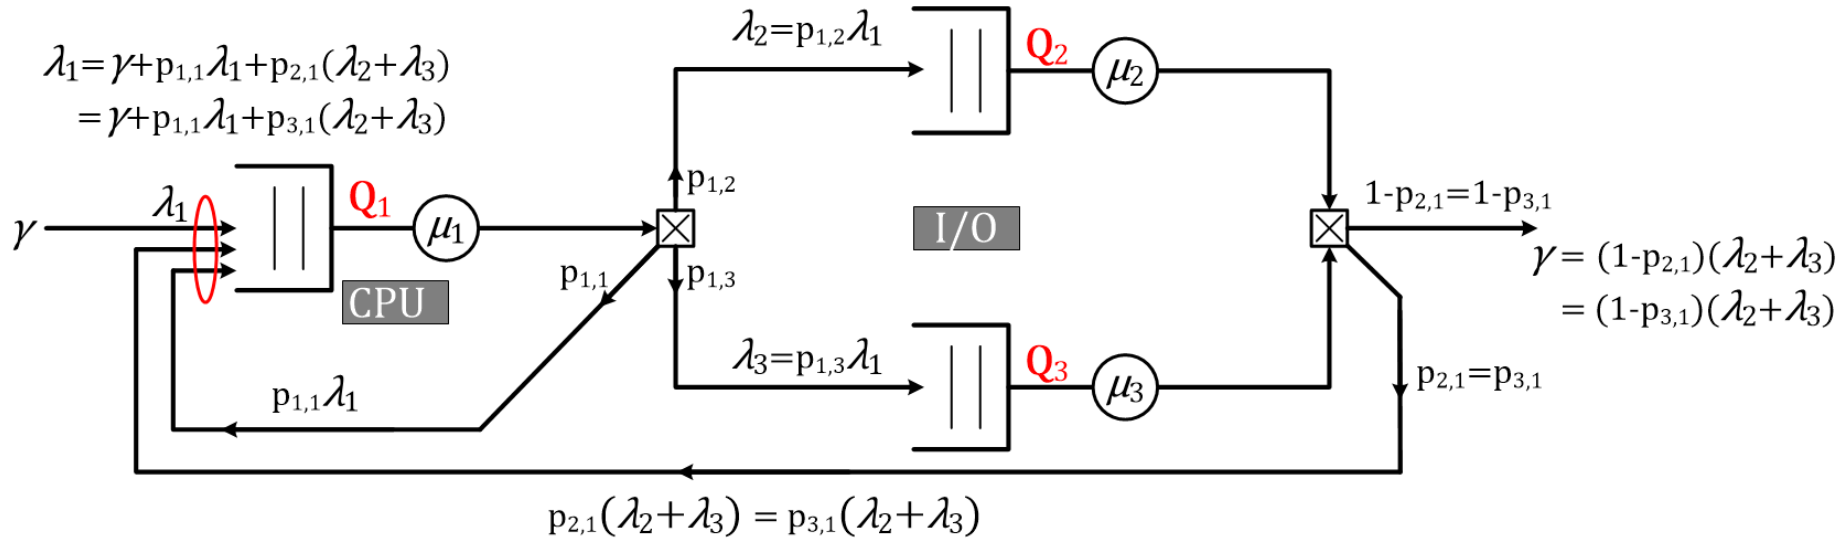 λ₁=γ+p₁,₁λ₁+p₂,₁(λ₂+λ₃)
=γ+p₁,₁λ₁+p₃,₁(λ₂+λ₃)
λ₂=p₁,₂λ₁
Q₂
μ₂
γ
λ₁
Q₁
μ₁
CPU
p₁,₂
p₁,₁
p₁,₃
I/O
1-p₂,₁=1-p₃,₁
γ = (1-p₂,₁)(λ₂+λ₃)
= (1-p₃,₁)(λ₂+λ₃)
λ₃=p₁,₃λ₁
Q₃
μ₃
p₂,₁=p₃,₁
p₁,₁λ₁
p₂,₁(λ₂+λ₃) = p₃,₁(λ₂+λ₃)